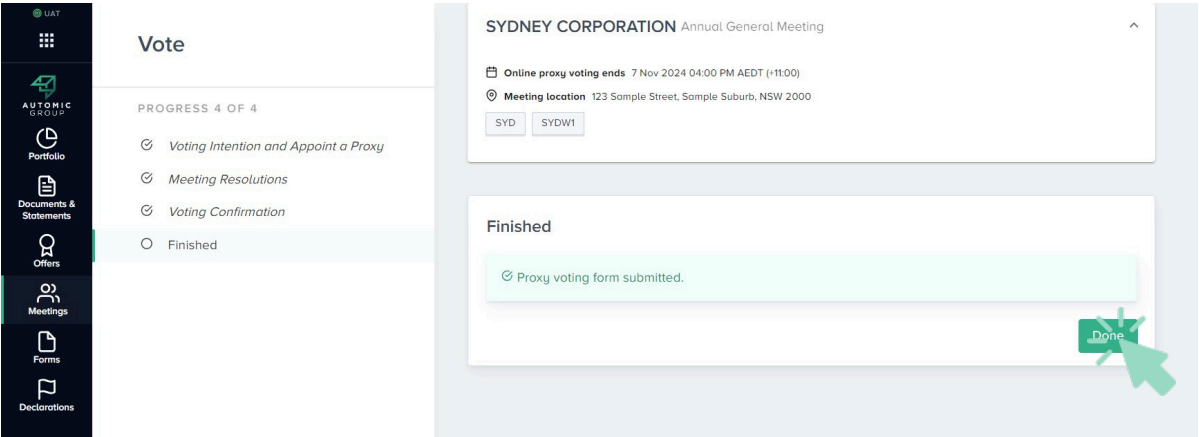 UAT
AUTOMIC
GROUP
Portfolio
Documents &
Statements
Offers
Meetings
Forms
Declarations
Vote
PROGRESS 4 OF 4
Voting Intention and Appoint a Proxy
Meeting Resolutions
Voting Confirmation
Finished
SYDNEY CORPORATION Annual General Meeting
Online proxy voting ends 7 Nov 2024 04:00 PM AEDT (+11:00)
Meeting location 123 Sample Street, Sample Suburb, NSW 2000
SYD SYDW1
Finished
Proxy voting form submitted.
Done